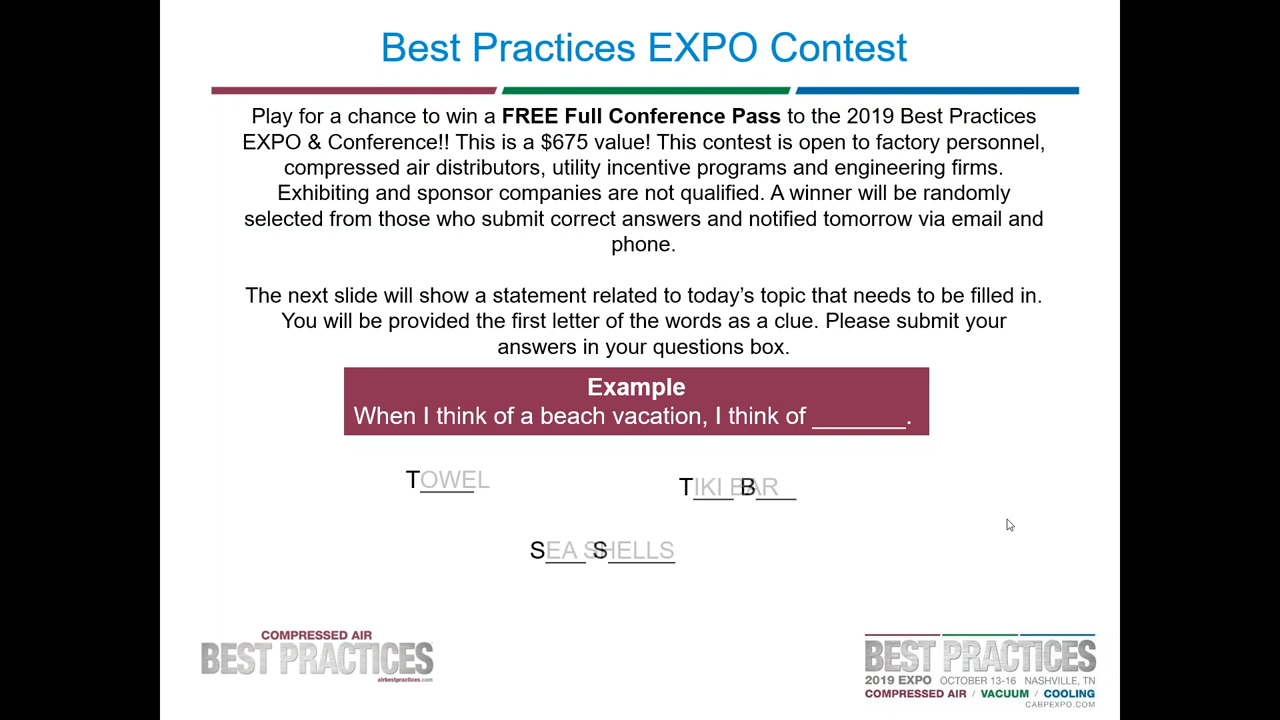 Best Practices EXPO Contest
Play for a chance to win a FREE Full Conference Pass to the 2019 Best Practices
EXPO & Conference!! This is a $675 value! This contest is open to factory personnel,
compressed air distributors, utility incentive programs and engineering firms.
Exhibiting and sponsor companies are not qualified. A winner will be randomly
selected from those who submit correct answers and notified tomorrow via email and
phone.
The next slide will show a statement related to today's topic that needs to be filled in.
You will be provided the first letter of the words as a clue. Please submit your
answers in your questions box.
Example
When I think of a beach vacation, I think of ________.
TOWEL
TIKI BAR
SEA SHELLS
COMPRESSED AIR
BEST PRACTICES
airbestpractices.com
BEST PRACTICES
2019 EXPO OCTOBER 13-16 NASHVILLE, TN
COMPRESSED AIR / VACUUM / COOLING
CABPEXPO.COM